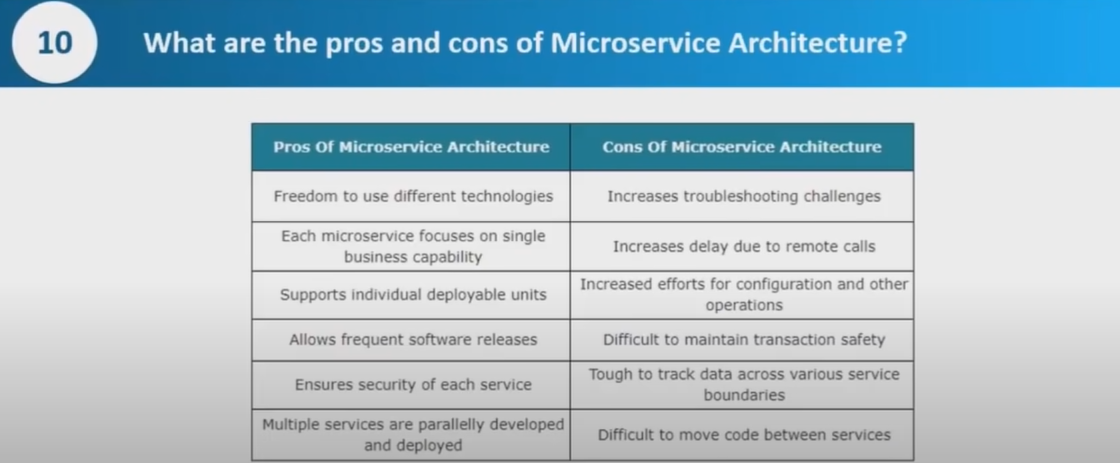 10
What are the pros and cons of Microservice Architecture?
Pros Of Microservice Architecture
Cons Of Microservice Architecture
Freedom to use different technologies
Increases troubleshooting challenges
Each microservice focuses on single
business capability
Increases delay due to remote calls
Supports individual deployable units
Increased efforts for configuration and other
operations
Allows frequent software releases
Difficult to maintain transaction safety
Ensures security of each service
Tough to track data across various service
boundaries
Multiple services are parallelly developed
and deployed
Difficult to move code between services